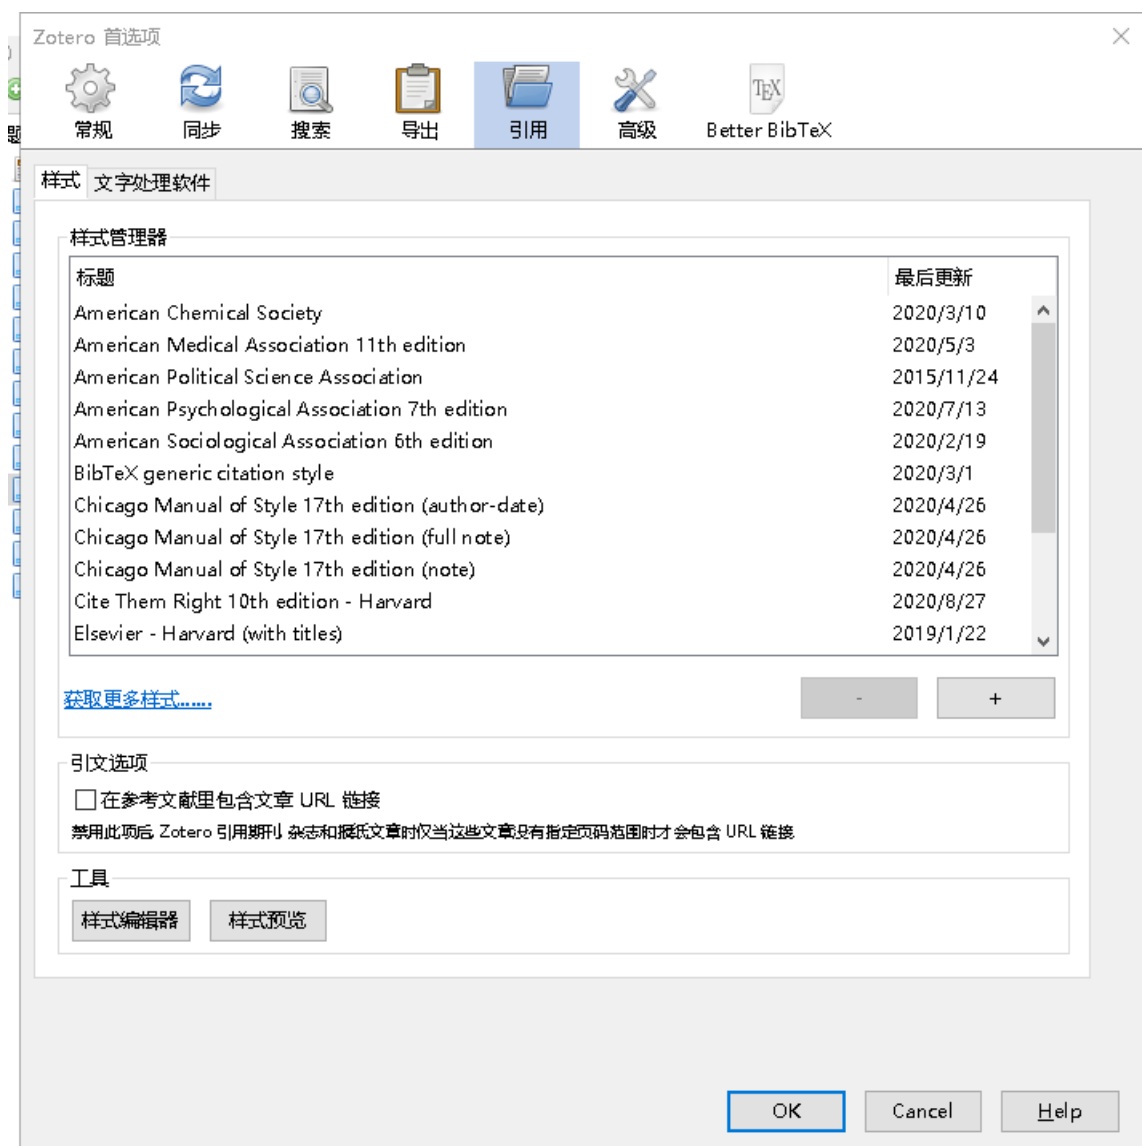 Zotero 首选项
常规
同步
搜索
导出
引用
高级
TEX
Better BibTeX
样式
文字处理软件
样式管理器
标题 最后更新
American Chemical Society 2020/3/10
American Medical Association 11th edition 2020/5/3
American Political Science Association 2015/11/24
American Psychological Association 7th edition 2020/7/13
American Sociological Association 6th edition 2020/2/19
BibTeX generic citation style 2020/3/1
Chicago Manual of Style 17th edition (author-date) 2020/4/26
Chicago Manual of Style 17th edition (full note) 2020/4/26
Chicago Manual of Style 17th edition (note) 2020/4/26
Cite Them Right 10th edition - Harvard 2020/8/27
Elsevier - Harvard (with titles) 2019/1/22
获取更多样式......
- +
引文选项
在参考文献里包含文章 URL 链接
禁用此项后, Zotero 引用期刊, 杂志和报纸文章时仅当这些文章没有指定页码范围时才会包含 URL 链接.
工具
样式编辑器 样式预览
OK Cancel Help